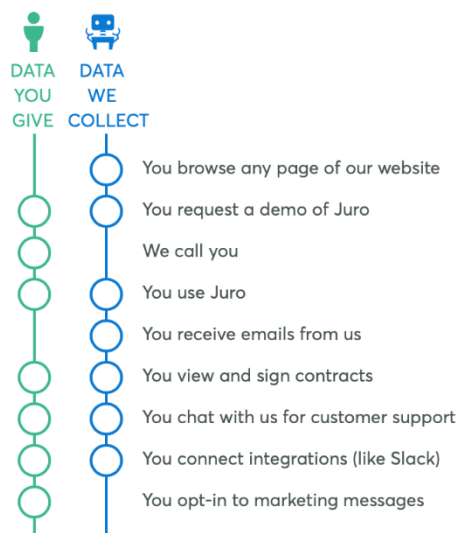 DATA
YOU
GIVE
DATA
WE
COLLECT
You browse any page of our website
You request a demo of Juro
We call you
You use Juro
You receive emails from us
You view and sign contracts
You chat with us for customer support
You connect integrations (like Slack)
You opt-in to marketing messages